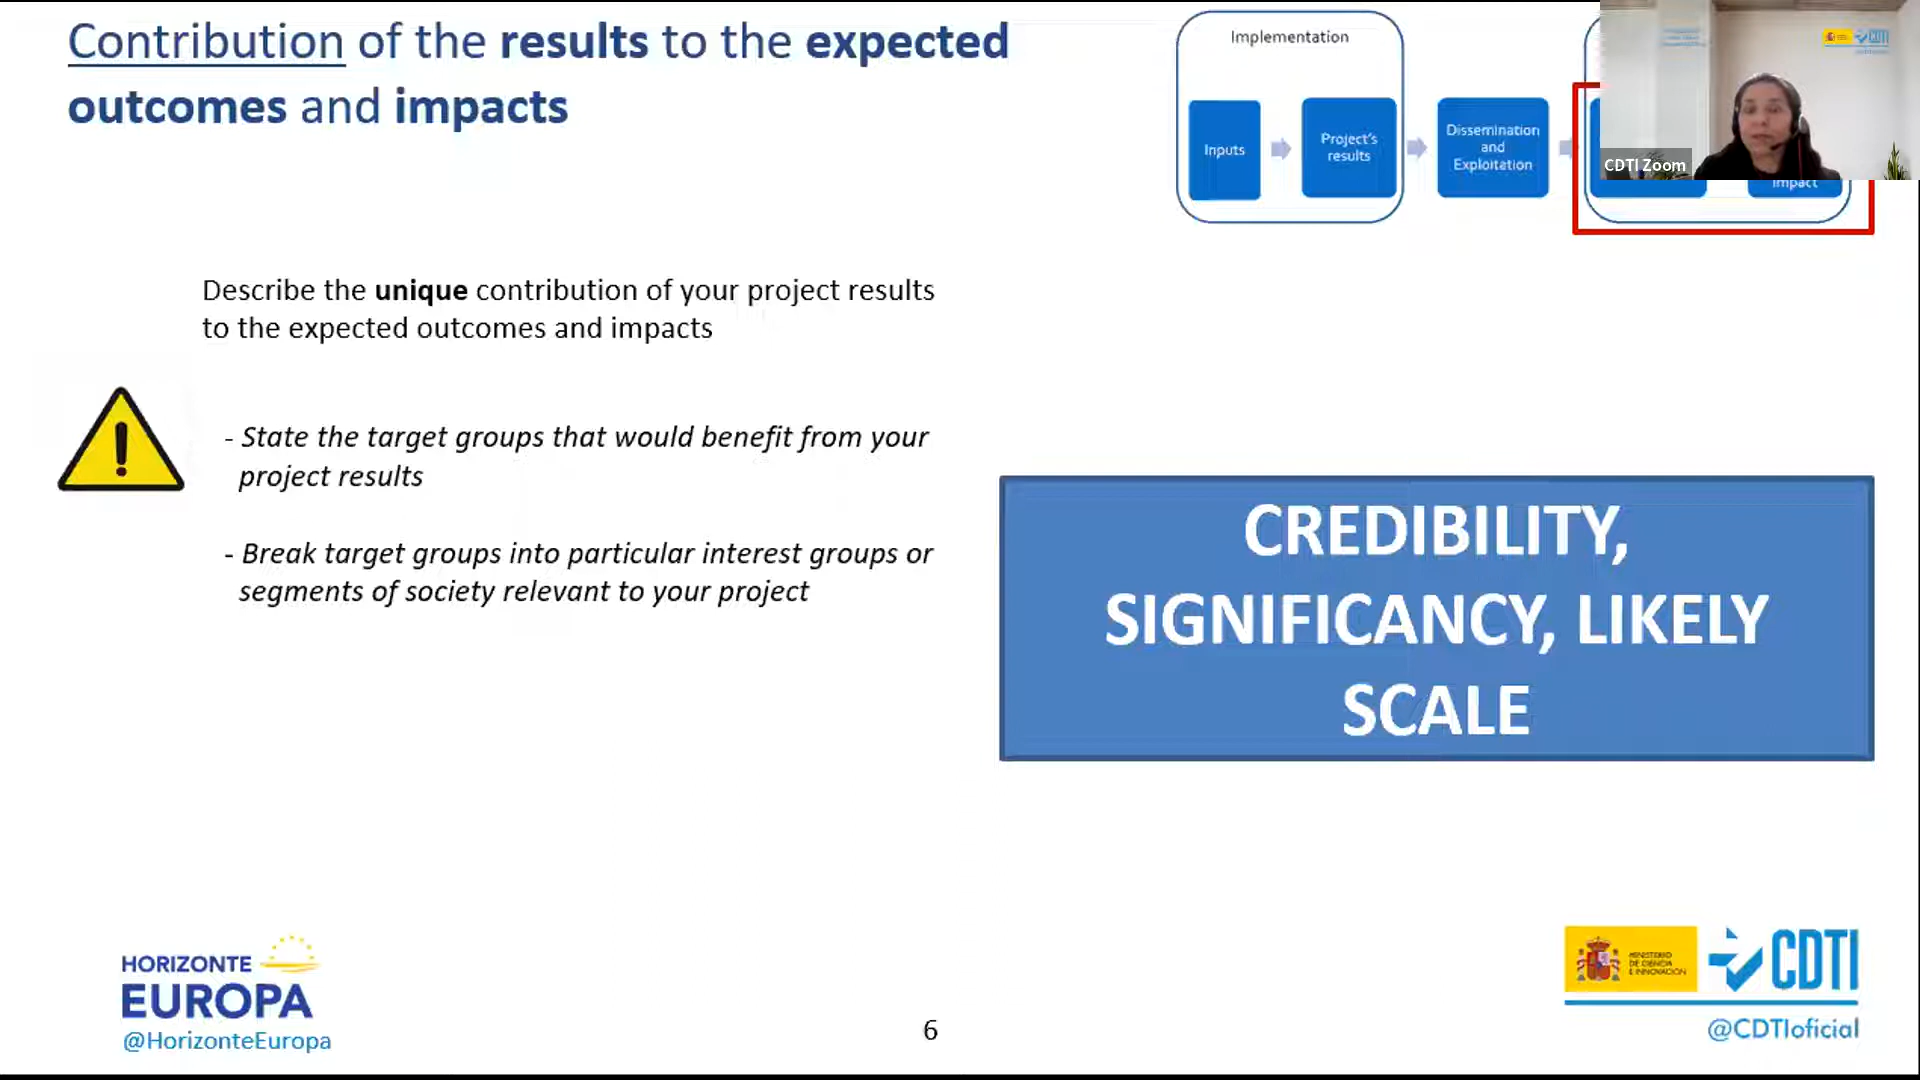 Contribution of the results to the expected
outcomes and impacts
Implementation
Inputs
Project's
results
Dissemination
and
Exploitation
impact
CDTI
CDTI Zoom
Describe the unique contribution of your project results
to the expected outcomes and impacts
- State the target groups that would benefit from your
project results
- Break target groups into particular interest groups or
segments of society relevant to your project
CREDIBILITY,
SIGNIFICANCY, LIKELY
SCALE
HORIZONTE
EUROPA
@HorizonteEuropa
6
MINISTERIO
DE CIENCIA
E INNOVACIÓN
CDTI
@CDTIoficial